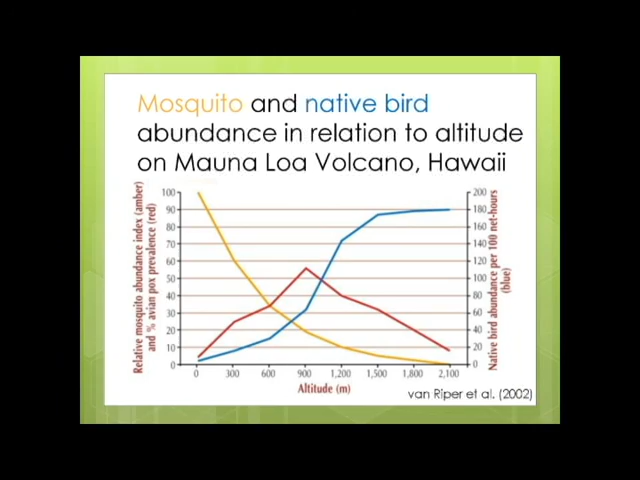 Mosquito and native bird
abundance in relation to altitude
on Mauna Loa Volcano, Hawaii
Relative mosquito abundance index (amber)
and % avian pox prevalence (red)
100
90
80
70
60
50
40
30
20
10
0
200
180
160
140
120
100
80
60
40
20
0
Native bird abundance per 100 net-hours
(blue)
0 300 600 900 1,200 1,500 1,800 2,100
Altitude (m)
van Riper et al. (2002)